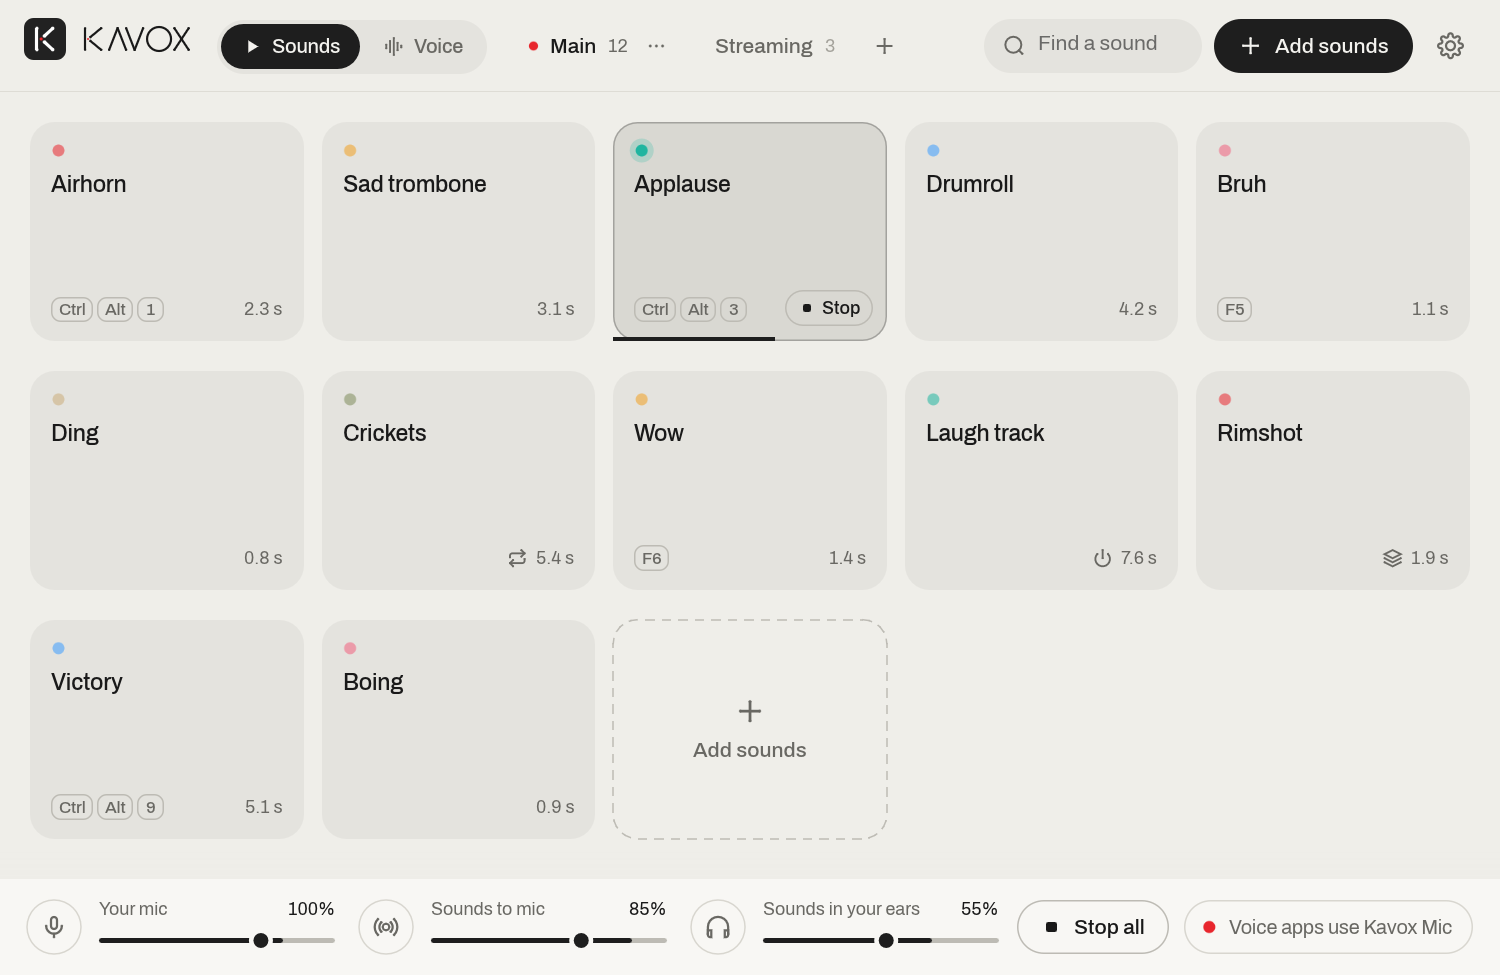 KAVOX
Sounds
Voice
Main 12
Streaming 3
Find a sound
Add sounds
Airhorn
Ctrl Alt 1
2.3 s
Sad trombone
3.1 s
Applause
Ctrl Alt 3
Stop
Drumroll
4.2 s
Bruh
F5
1.1 s
Ding
0.8 s
Crickets
5.4 s
Wow
F6
1.4 s
Laugh track
7.6 s
Rimshot
1.9 s
Victory
Ctrl Alt 9
5.1 s
Boing
0.9 s
Add sounds
Your mic 100%
Sounds to mic 85%
Sounds in your ears 55%
Stop all
Voice apps use Kavox Mic